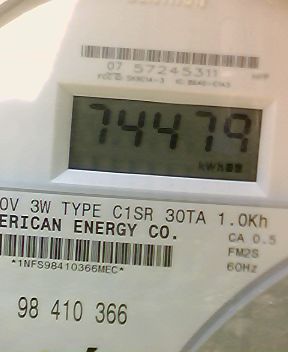 07 57245311
74479
kWh
0V 3W TYPE C1SR 30TA 1.0Kh
ERICAN ENERGY CO.
CA 0.5
FM2S
*1NFS98410366MEC*
60Hz
98 410 366